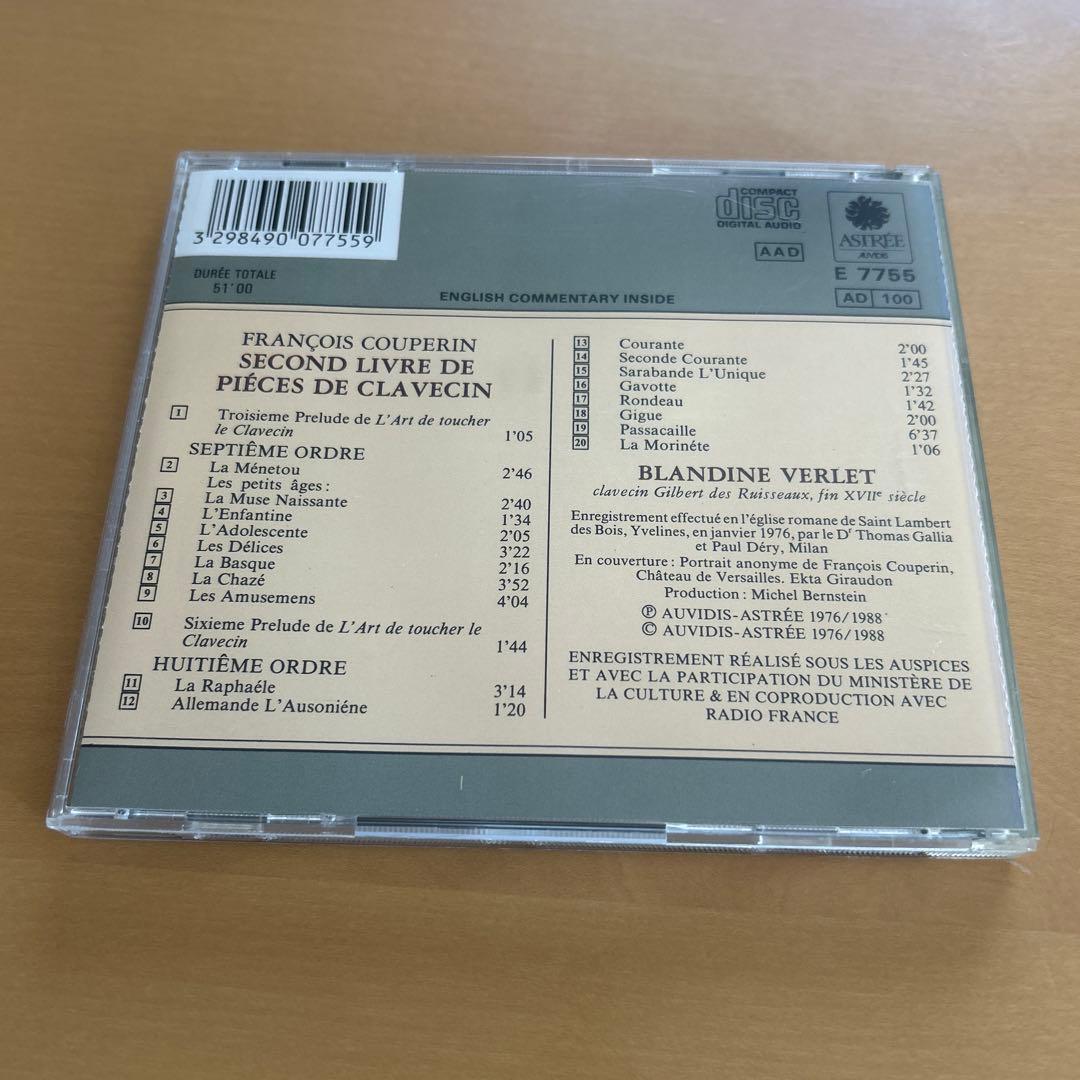 3 298490 077559
DURÉE TOTALE
51'00
ENGLISH COMMENTARY INSIDE
COMPACT
disc
DIGITAL AUDIO
AAD
ASTRÉE
AUVIDIS
E 7755
AD 100
FRANÇOIS COUPERIN
SECOND LIVRE DE
PIÉCES DE CLAVECIN
1 Troisieme Prelude de L'Art de toucher
le Clavecin 1'05
SEPTIÊME ORDRE
2 La Ménetou 2'46
Les petits âges :
3 La Muse Naissante 2'40
4 L'Enfantine 1'34
5 L'Adolescente 2'05
6 Les Délices 3'22
7 La Basque 2'16
8 La Chazé 3'52
9 Les Amusemens 4'04
10 Sixieme Prelude de L'Art de toucher le
Clavecin 1'44
HUITIÊME ORDRE
11 La Raphaéle 3'14
12 Allemande L'Ausoniéne 1'20
13 Courante 2'00
14 Seconde Courante 1'45
15 Sarabande L'Unique 2'27
16 Gavotte 1'32
17 Rondeau 1'42
18 Gigue 2'00
19 Passacaille 6'37
20 La Morinéte 1'06
BLANDINE VERLET
clavecin Gilbert des Ruisseaux, fin XVIIe siècle
Enregistrement effectué en l'église romane de Saint Lambert
des Bois, Yvelines, en janvier 1976, par le Dr Thomas Gallia
et Paul Déry, Milan
En couverture : Portrait anonyme de François Couperin,
Château de Versailles. Ekta Giraudon
Production : Michel Bernstein
℗ AUVIDIS-ASTRÉE 1976/1988
© AUVIDIS-ASTRÉE 1976/1988
ENREGISTREMENT RÉALISÉ SOUS LES AUSPICES
ET AVEC LA PARTICIPATION DU MINISTÈRE DE
LA CULTURE & EN COPRODUCTION AVEC
RADIO FRANCE